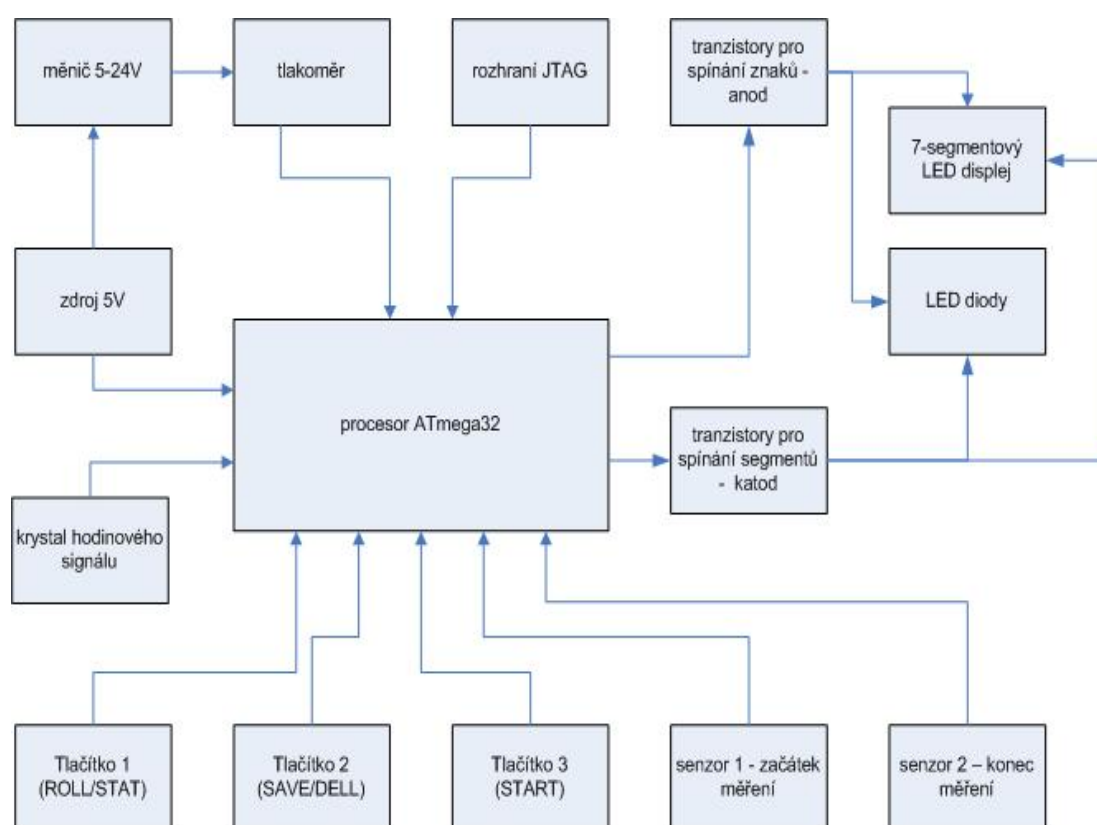 měnič 5-24V
tlakoměr
rozhraní JTAG
tranzistory pro
spínání znaků -
anod
7-segmentový
LED displej
zdroj 5V
LED diody
procesor ATmega32
tranzistory pro
spínání segmentů
- katod
krystal hodinového
signálu
Tlačítko 1
(ROLL/STAT)
Tlačítko 2
(SAVE/DELL)
Tlačítko 3
(START)
senzor 1 - začátek
měření
senzor 2 – konec
měření